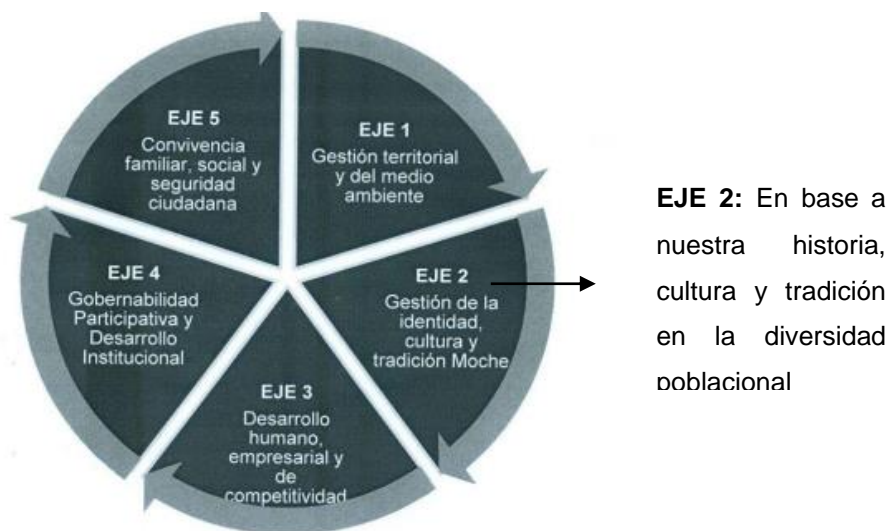 EJE 5
Convivencia
familiar, social y
seguridad
ciudadana
EJE 1
Gestión territorial
y del medio
ambiente
EJE 2
Gestión de la
identidad,
cultura y
tradición Moche
EJE 3
Desarrollo
humano,
empresarial y
de
competitividad
EJE 4
Gobernabilidad
Participativa y
Desarrollo
Institucional
EJE 2: En base a
nuestra historia,
cultura y tradición
en la diversidad
poblacional